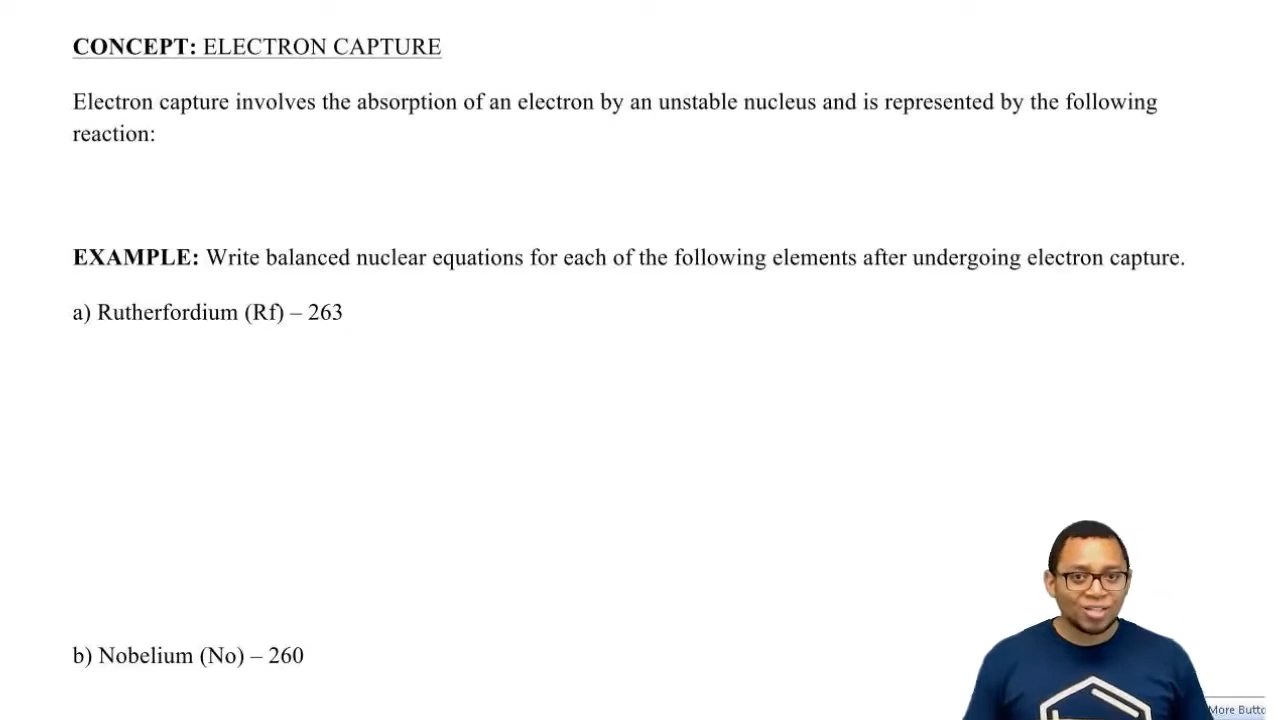 CONCEPT: ELECTRON CAPTURE
Electron capture involves the absorption of an electron by an unstable nucleus and is represented by the following
reaction:
EXAMPLE: Write balanced nuclear equations for each of the following elements after undergoing electron capture.
a) Rutherfordium (Rf) – 263
b) Nobelium (No) – 260
More